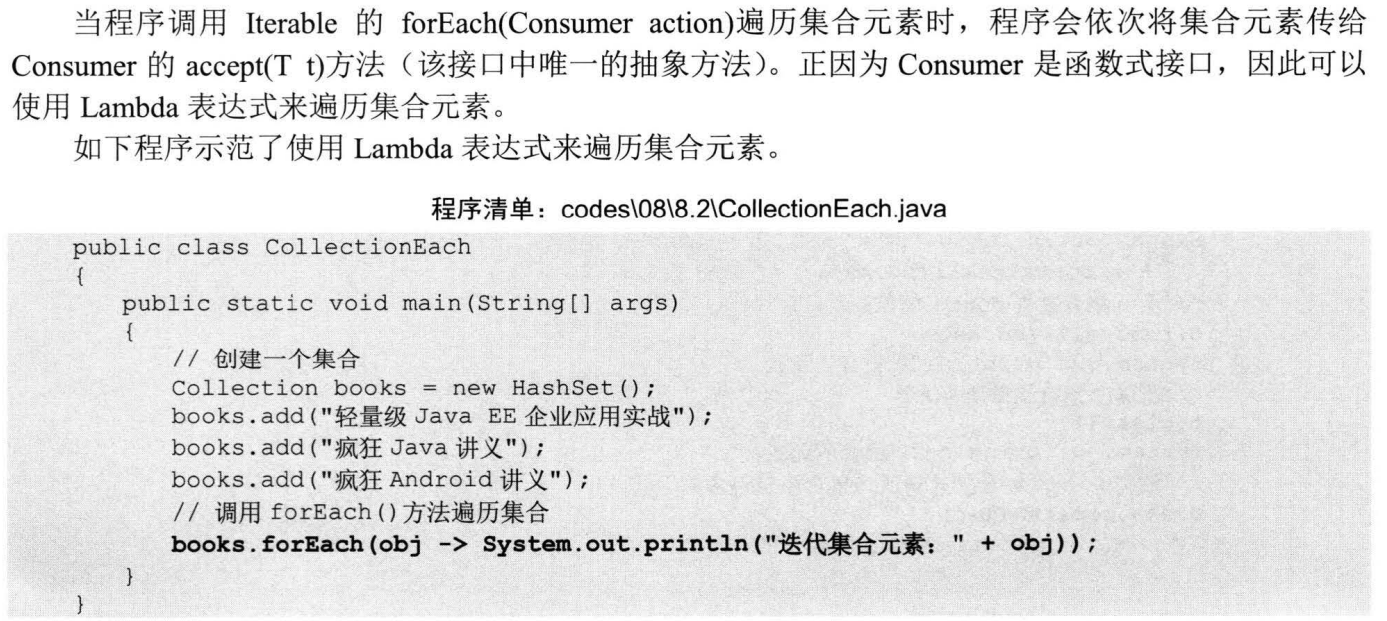 当程序调用 Iterable 的 forEach(Consumer action)遍历集合元素时，程序会依次将集合元素传给
Consumer 的 accept(T t)方法（该接口中唯一的抽象方法）。正因为 Consumer 是函数式接口，因此可以
使用 Lambda 表达式来遍历集合元素。
如下程序示范了使用 Lambda 表达式来遍历集合元素。
程序清单：codes\08\8.2\CollectionEach.java
public class CollectionEach
{
public static void main(String[] args)
{
// 创建一个集合
Collection books = new HashSet();
books.add("轻量级 Java EE 企业应用实战");
books.add("疯狂 Java 讲义");
books.add("疯狂 Android 讲义");
// 调用 forEach()方法遍历集合
books.forEach(obj -> System.out.println("迭代集合元素：" + obj));
}
}